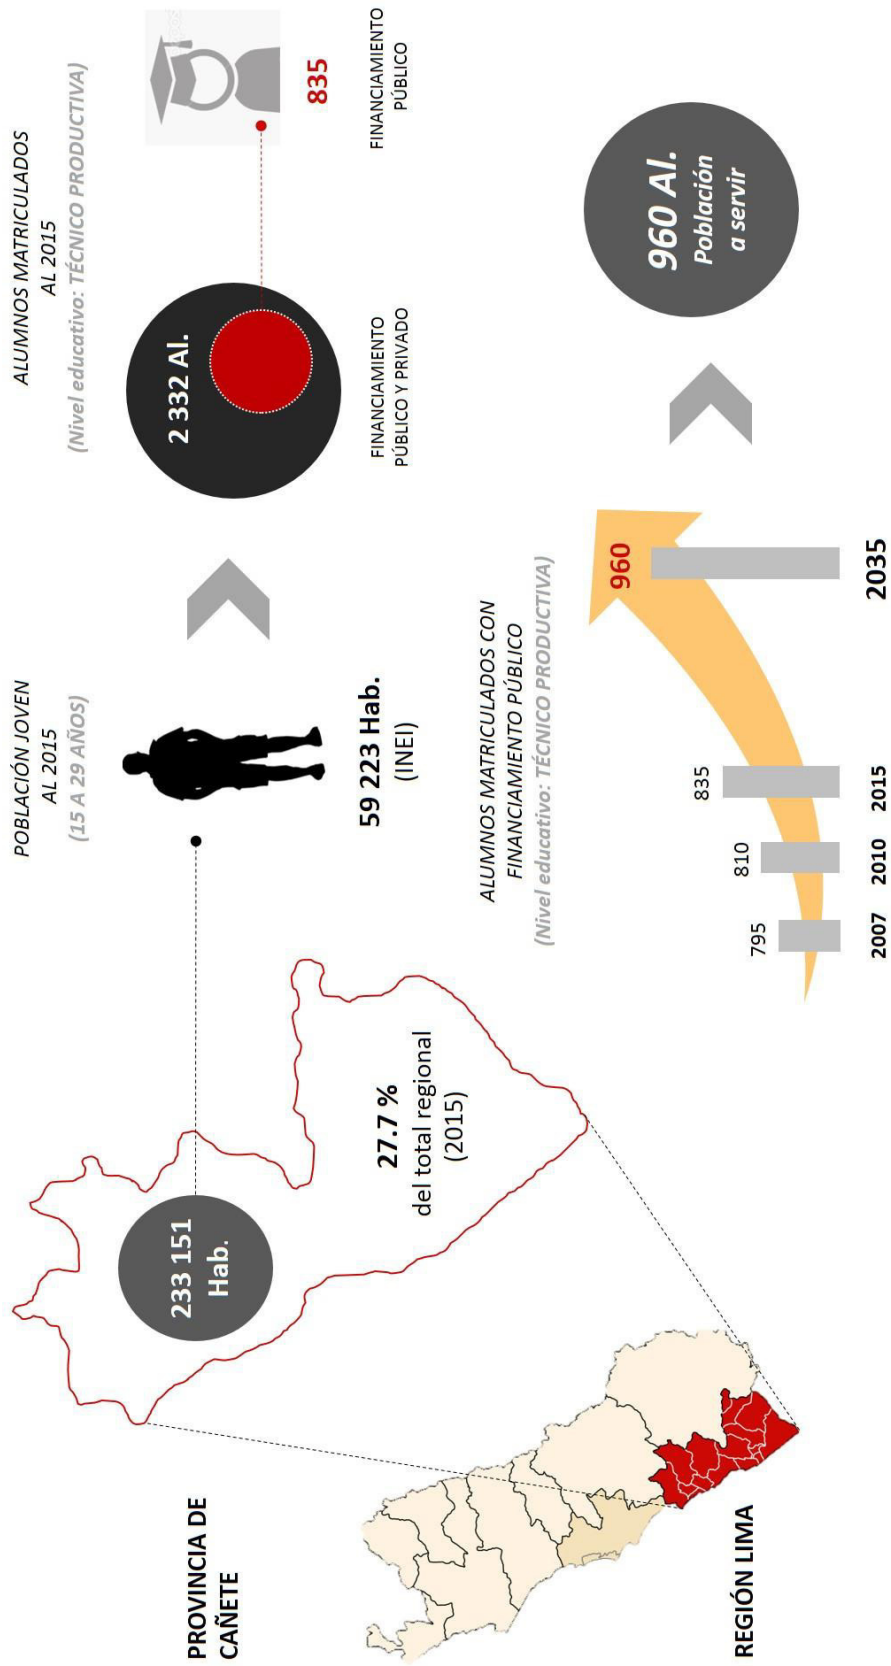 PROVINCIA DE
CAÑETE
REGIÓN LIMA
233 151
Hab.
27.7 %
del total regional
(2015)
POBLACIÓN JOVEN
AL 2015
(15 A 29 AÑOS)
59 223 Hab.
(INEI)
ALUMNOS MATRICULADOS
AL 2015
(Nivel educativo: TÉCNICO PRODUCTIVA)
2 332 Al.
FINANCIAMIENTO
PÚBLICO Y PRIVADO
835
FINANCIAMIENTO
PÚBLICO
ALUMNOS MATRICULADOS CON
FINANCIAMIENTO PÚBLICO
(Nivel educativo: TÉCNICO PRODUCTIVA)
795
810
835
960
2007
2010
2015
2035
960 Al.
Población
a servir